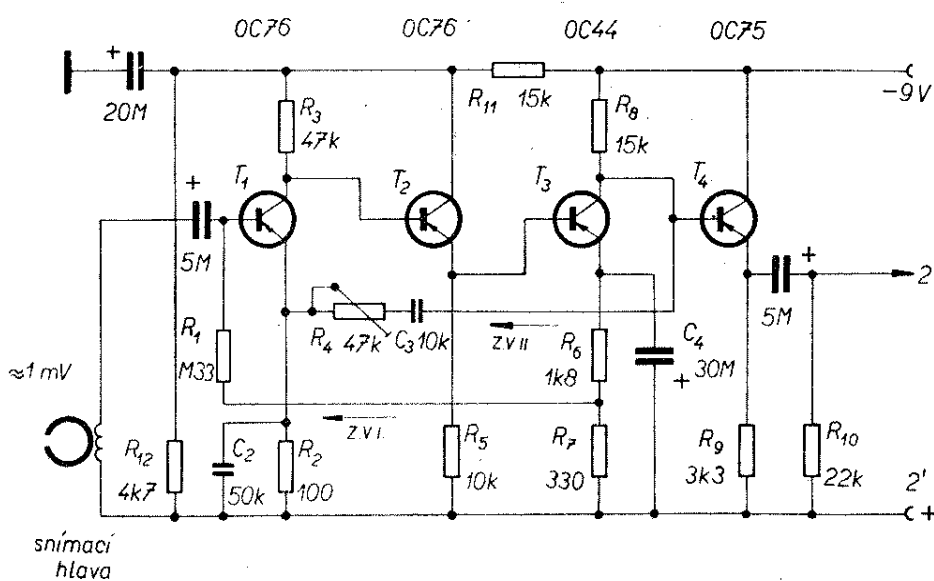 OC76 OC76 OC44 OC75
+
20M
R3
47k
R11
15k
R8
15k
-9V
T1
T2
T3
T4
+
5M
R1
M33
R4
47k
C3
10k
z.v II
R6
1k8
C4
30M
+
+
5M
2
≈1 mV
z.v I.
R12
4k7
C2
50k
R2
100
R5
10k
R7
330
R9
3k3
R10
22k
2'
+
snímací
hlava